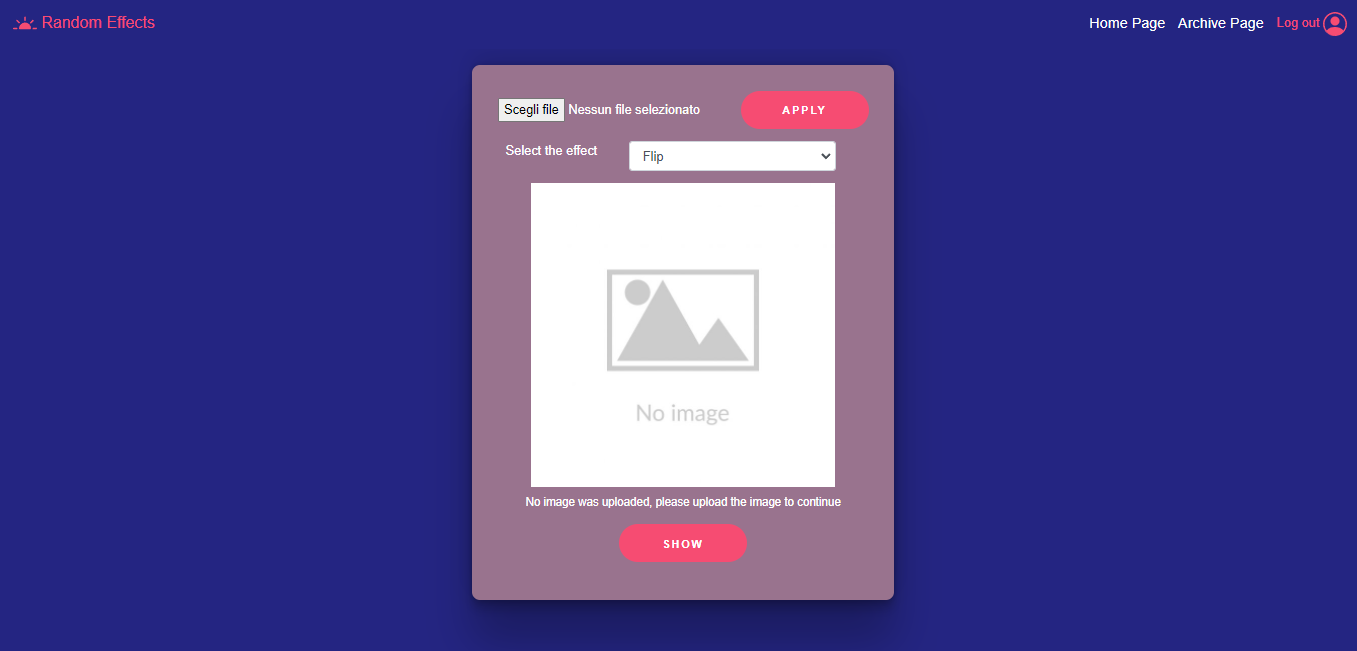 Random Effects
Home Page Archive Page Log out
Scegli file Nessun file selezionato APPLY
Select the effect Flip
No image
No image was uploaded, please upload the image to continue
SHOW